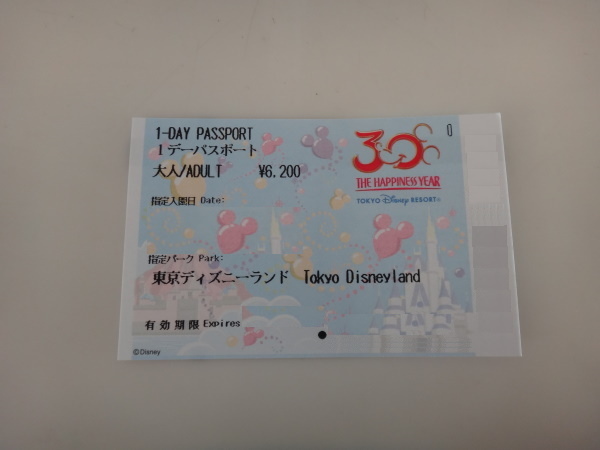 1-DAY PASSPORT
1デーパスポート
大人/ADULT ¥6,200
指定入園日 Date:
指定パーク Park:
東京ディズニーランド Tokyo Disneyland
有効期限 Expires
30
THE HAPPINESS YEAR
TOKYO Disney RESORT®
0
©Disney